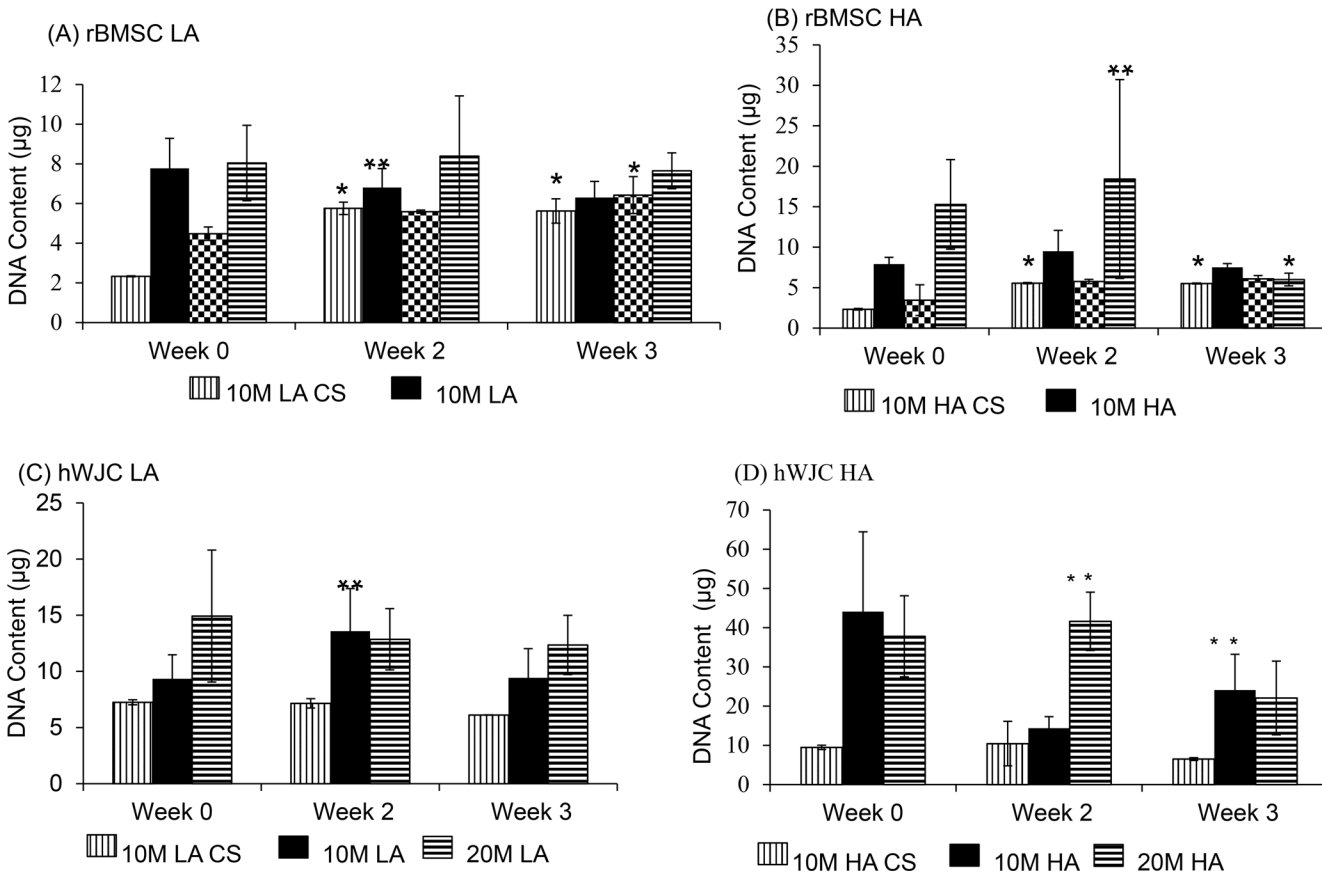 (A) rBMSC LA
DNA Content (µg)
12
10
8
6
4
2
0
* ** * *
Week 0 Week 2 Week 3
10M LA CS 10M LA
(B) rBMSC HA
DNA Content (µg)
35
30
25
20
15
10
5
0
* ** * *
Week 0 Week 2 Week 3
10M HA CS 10M HA
(C) hWJC LA
DNA Content (µg)
25
20
15
10
5
0
**
Week 0 Week 2 Week 3
10M LA CS 10M LA 20M LA
(D) hWJC HA
DNA Content (µg)
70
60
50
40
30
20
10
0
* * * *
Week 0 Week 2 Week 3
10M HA CS 10M HA 20M HA